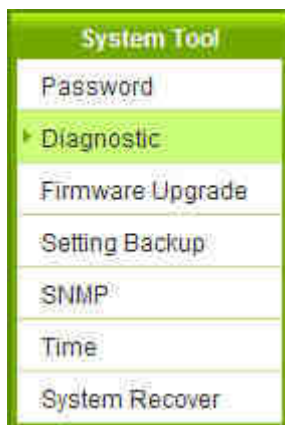 System Tool
Password
Diagnostic
Firmware Upgrade
Setting Backup
SNMP
Time
System Recover